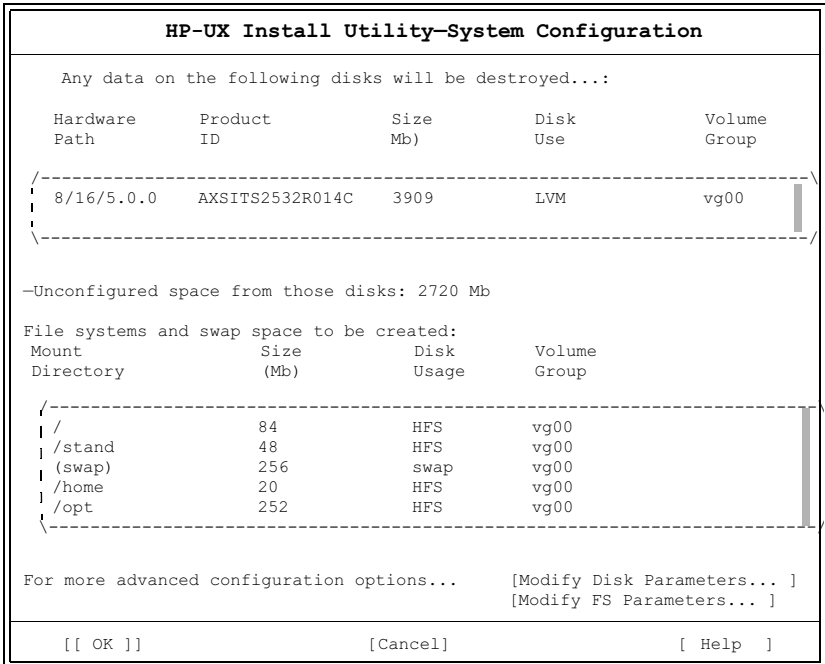 HP-UX Install Utility—System Configuration
Any data on the following disks will be destroyed...:
Hardware Product Size Disk Volume
Path ID Mb) Use Group
/---------------------------------------------------------------------------\
8/16/5.0.0 AXSITS2532R014C 3909 LVM vg00
\---------------------------------------------------------------------------/
—Unconfigured space from those disks: 2720 Mb
File systems and swap space to be created:
Mount Size Disk Volume
Directory (Mb) Usage Group
/---------------------------------------------------------------------------\
/ 84 HFS vg00
/stand 48 HFS vg00
(swap) 256 swap vg00
/home 20 HFS vg00
/opt 252 HFS vg00
\---------------------------------------------------------------------------/
For more advanced configuration options... [Modify Disk Parameters... ]
[Modify FS Parameters... ]
[[ OK ]] [Cancel] [ Help ]